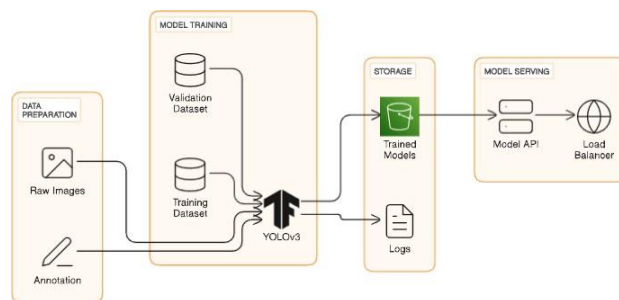 DATA
PREPARATION
Raw Images
Annotation
MODEL TRAINING
Validation
Dataset
Training
Dataset
YOLOv3
STORAGE
Trained
Models
Logs
MODEL SERVING
Model API
Load
Balancer